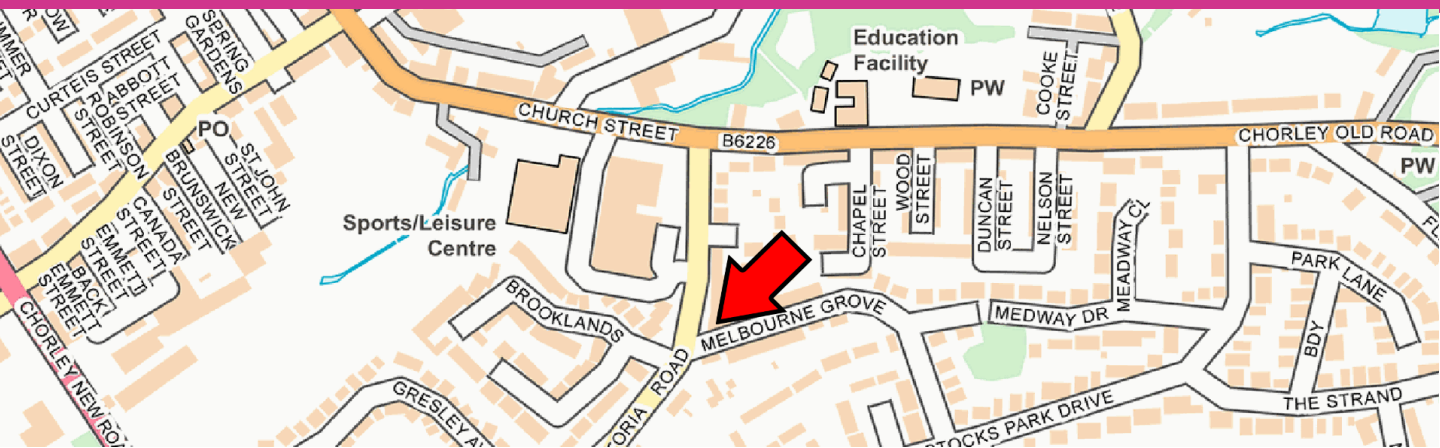 SPRING
GARDENS
CURTEIS STREET
ABBOTT
STREET
ROBINSON
STREET
DIXON
STREET
PO
ST JOHN
STREET
NEW
BRUNSWICK
STREET
CANADA
STREET
EMMETT
STREET
BACK
EMMETT
STREET
CHORLEY NEW ROA
CHURCH STREET
B6226
Education
Facility
PW
COOKE
STREET
CHORLEY OLD ROAD
PW
Sports/Leisure
Centre
CHAPEL
STREET
WOOD
STREET
DUNCAN
STREET
NELSON
STREET
MEADWAY CL
PARK LANE
BROOKLANDS
MELBOURNE GROVE
MEDWAY DR
BDY
GRESLEY AV
ORIA ROAD
TOCKS PARK DRIVE
THE STRAND